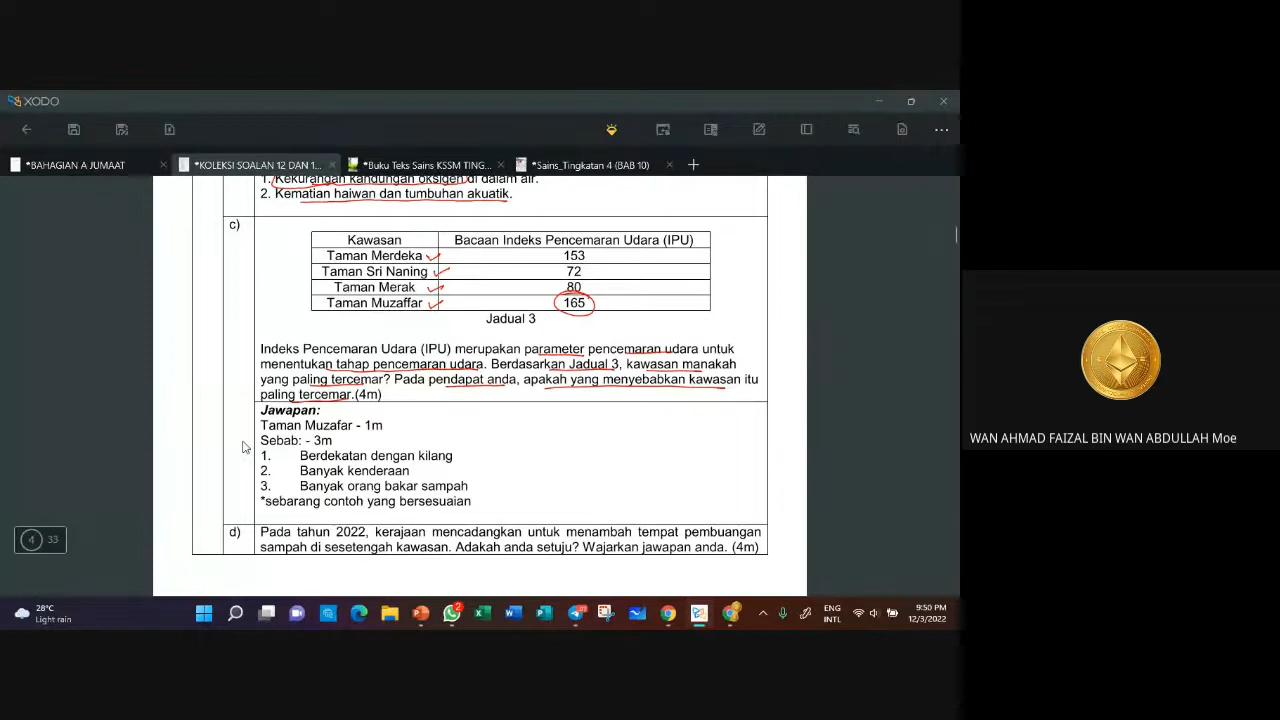 XODO
*BAHAGIAN A JUMAAT
*KOLEKSI SOALAN 12 DAN 1...
*Buku Teks Sains KSSM TING...
*Sains_Tingkatan 4 (BAB 10)
1. Kekurangan kandungan oksigen di dalam air.
2. Kematian haiwan dan tumbuhan akuatik.
c)
Kawasan Bacaan Indeks Pencemaran Udara (IPU)
Taman Merdeka 153
Taman Sri Naning 72
Taman Merak 80
Taman Muzaffar 165
Jadual 3
Indeks Pencemaran Udara (IPU) merupakan parameter pencemaran udara untuk
menentukan tahap pencemaran udara. Berdasarkan Jadual 3, kawasan manakah
yang paling tercemar? Pada pendapat anda, apakah yang menyebabkan kawasan itu
paling tercemar.(4m)
Jawapan:
Taman Muzafar - 1m
Sebab: - 3m
1. Berdekatan dengan kilang
2. Banyak kenderaan
3. Banyak orang bakar sampah
*sebarang contoh yang bersesuaian
d) Pada tahun 2022, kerajaan mencadangkan untuk menambah tempat pembuangan
sampah di sesetengah kawasan. Adakah anda setuju? Wajarkan jawapan anda. (4m)
4 33
WAN AHMAD FAIZAL BIN WAN ABDULLAH Moe
28°C
Light rain
2
ENG
INTL
9:50 PM
12/3/2022